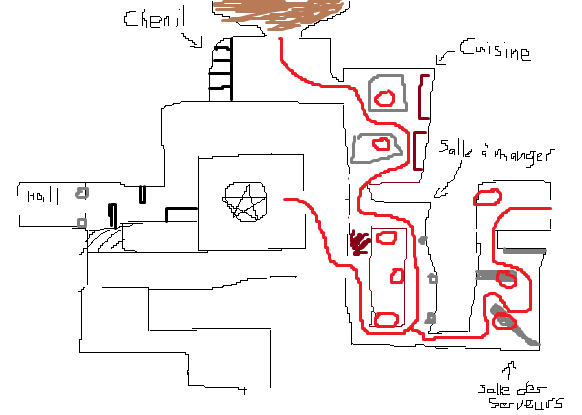 Chenil
Cuisine
Salle à manger
Hall
Salle des
serveurs